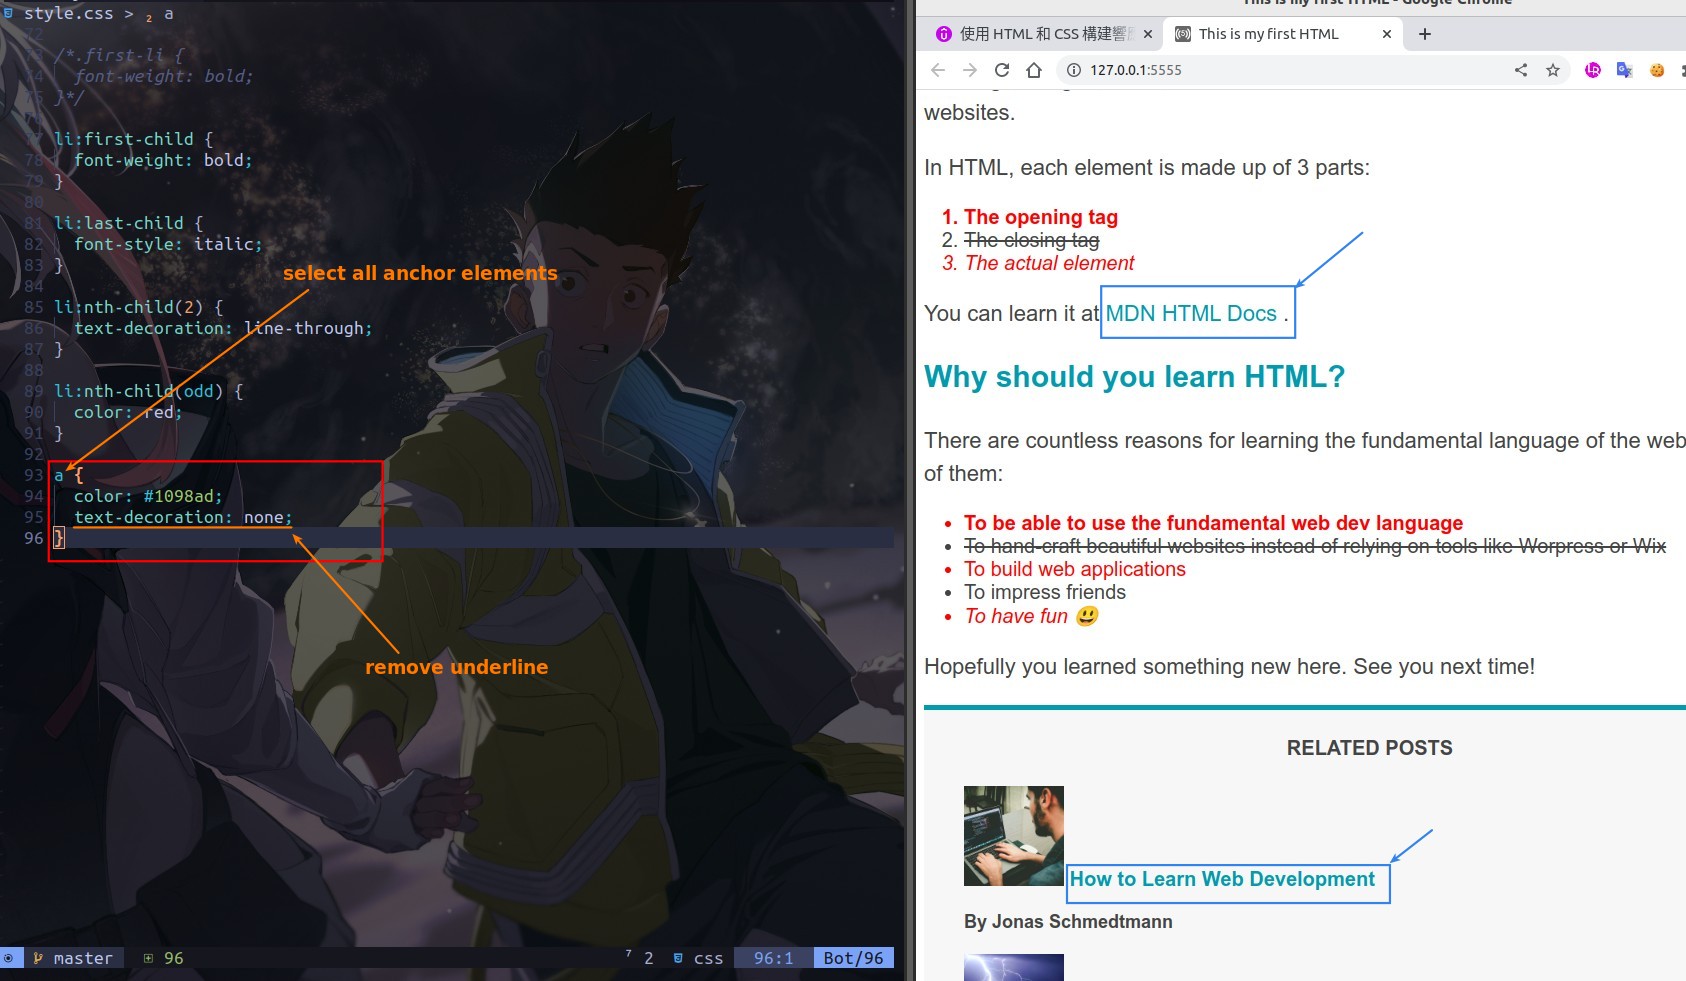 style.css > 2 a
72
73 /*.first-li {
74 font-weight: bold;
75 }*/
77 li:first-child {
78 font-weight: bold;
79 }
80
81 li:last-child {
82 font-style: italic;
83 }
select all anchor elements
84
85 li:nth-child(2) {
86 text-decoration: line-through;
87 }
88
89 li:nth-child(odd) {
90 color: red;
91 }
92
93 a {
94 color: #1098ad;
95 text-decoration: none;
96 }
remove underline
master 96 7 2 css 96:1 Bot/96
This is my first HTML - Google Chrome
使用 HTML 和 CSS 構建響
This is my first HTML
127.0.0.1:5555
websites.
In HTML, each element is made up of 3 parts:
1. The opening tag
2. The closing tag
3. The actual element
You can learn it at MDN HTML Docs .
Why should you learn HTML?
There are countless reasons for learning the fundamental language of the web
of them:
• To be able to use the fundamental web dev language
• To hand-craft beautiful websites instead of relying on tools like Worpress or Wix
• To build web applications
• To impress friends
• To have fun 😃
Hopefully you learned something new here. See you next time!
RELATED POSTS
How to Learn Web Development
By Jonas Schmedtmann